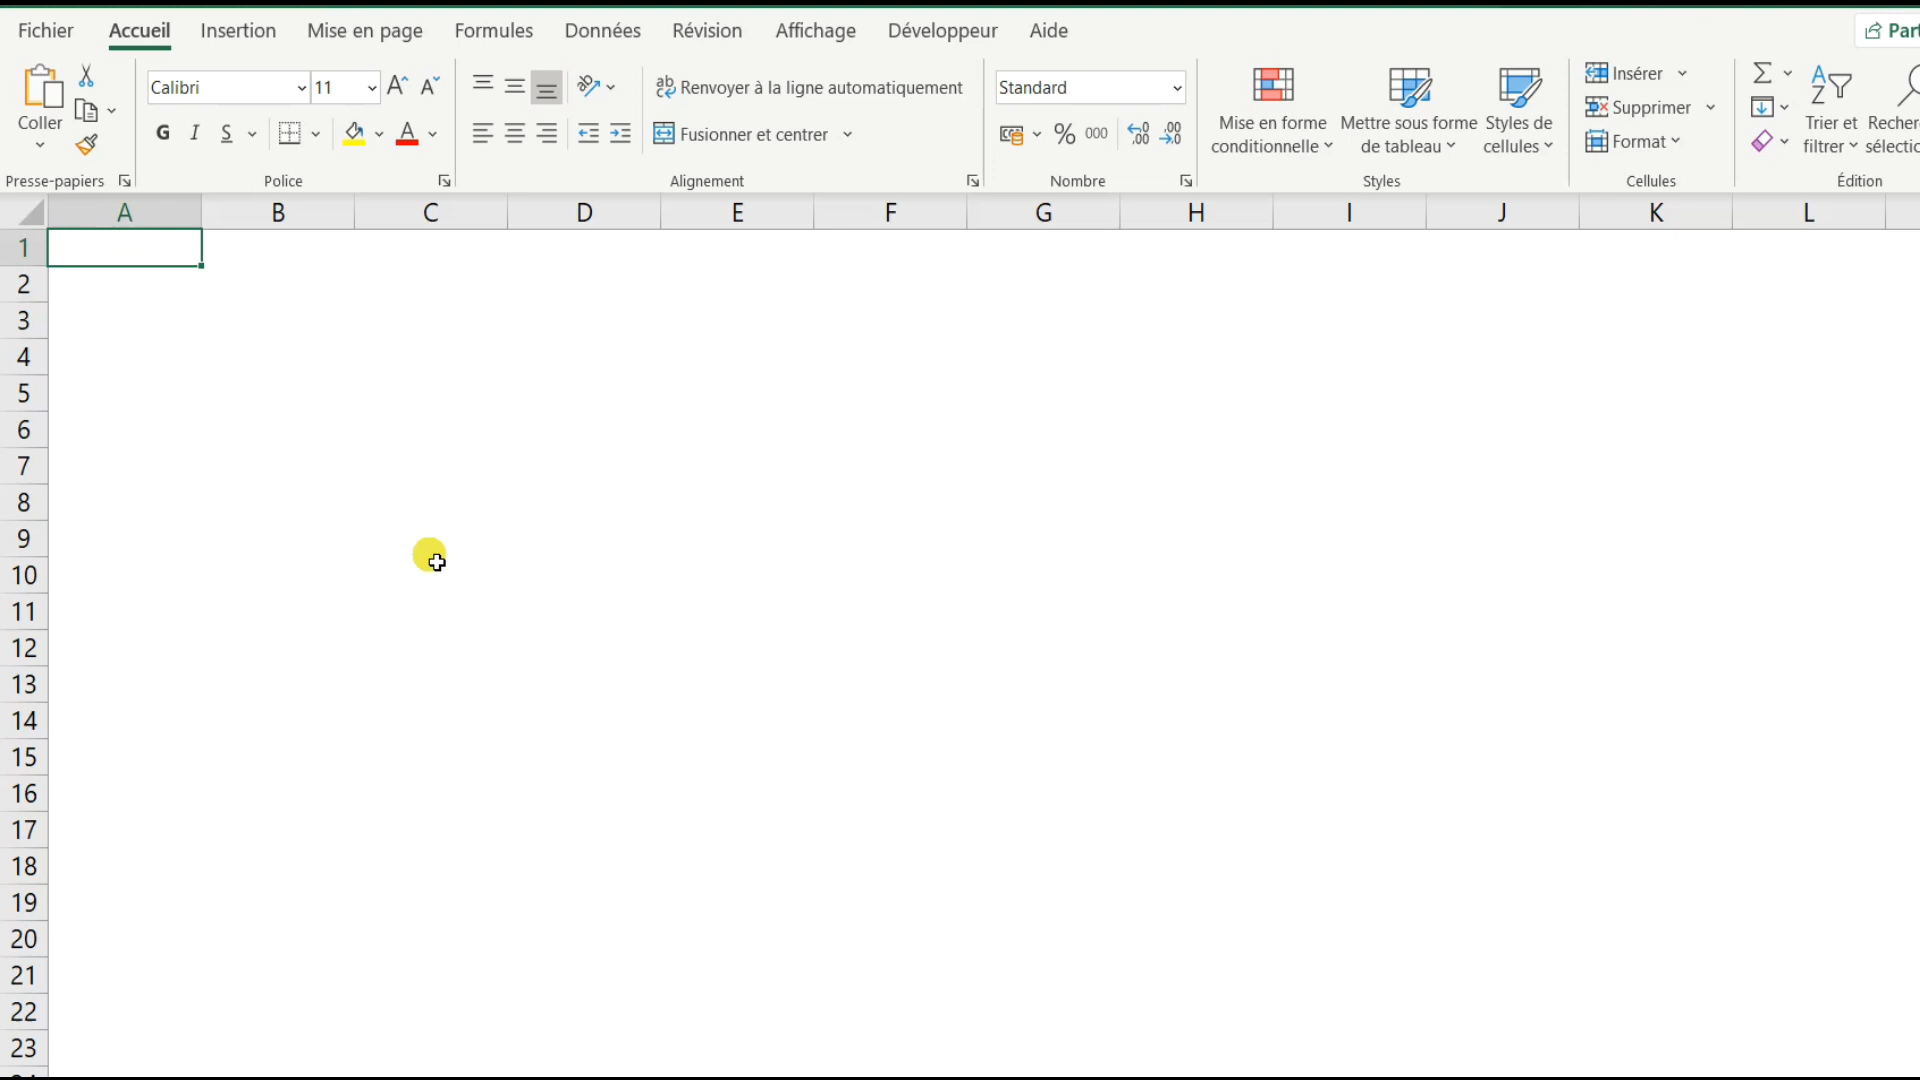 Fichier Accueil Insertion Mise en page Formules Données Révision Affichage Développeur Aide Part
Coller
Presse-papiers
Calibri 11
G I S
Police
Renvoyer à la ligne automatiquement
Fusionner et centrer
Alignement
Standard
% 000
Nombre
Mise en forme
conditionnelle
Mettre sous forme
de tableau
Styles de
cellules
Styles
Insérer
Supprimer
Format
Cellules
Trier et
filtrer
Recher
sélectio
Édition
A B C D E F G H I J K L
1
2
3
4
5
6
7
8
9
10
11
12
13
14
15
16
17
18
19
20
21
22
23